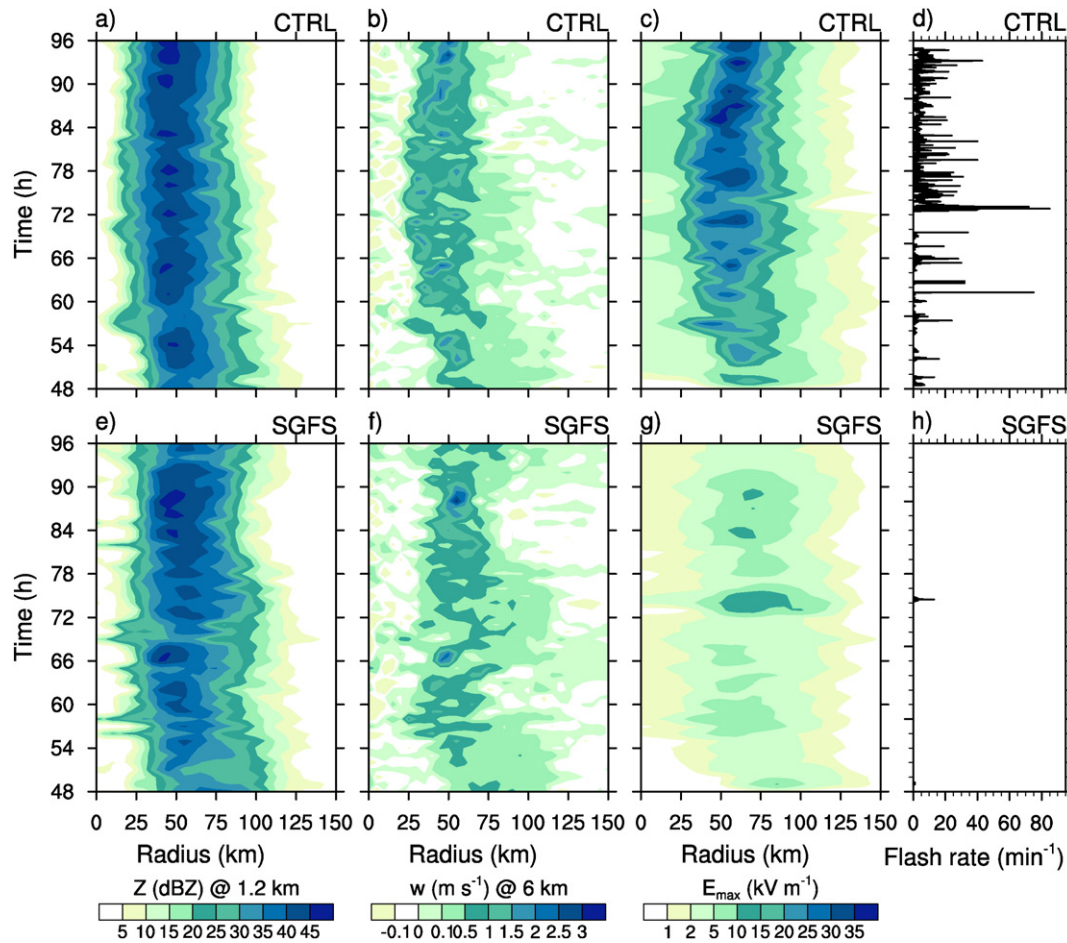 a) CTRL b) CTRL c) CTRL d) CTRL
96
90
84
78
72
66
60
54
48
Time (h)
e) SGFS f) SGFS g) SGFS h) SGFS
96
90
84
78
72
66
60
54
48
Time (h)
0 25 50 75 100 125 150 0 25 50 75 100 125 150 0 25 50 75 100 125 150 0 20 40 60 80
Radius (km) Radius (km) Radius (km) Flash rate (min⁻¹)
Z (dBZ) @ 1.2 km w (m s⁻¹) @ 6 km E_max (kV m⁻¹)
5 10 15 20 25 30 35 40 45 -0.1 0 0.1 0.5 1 1.5 2 2.5 3 1 2 5 10 15 20 25 30 35